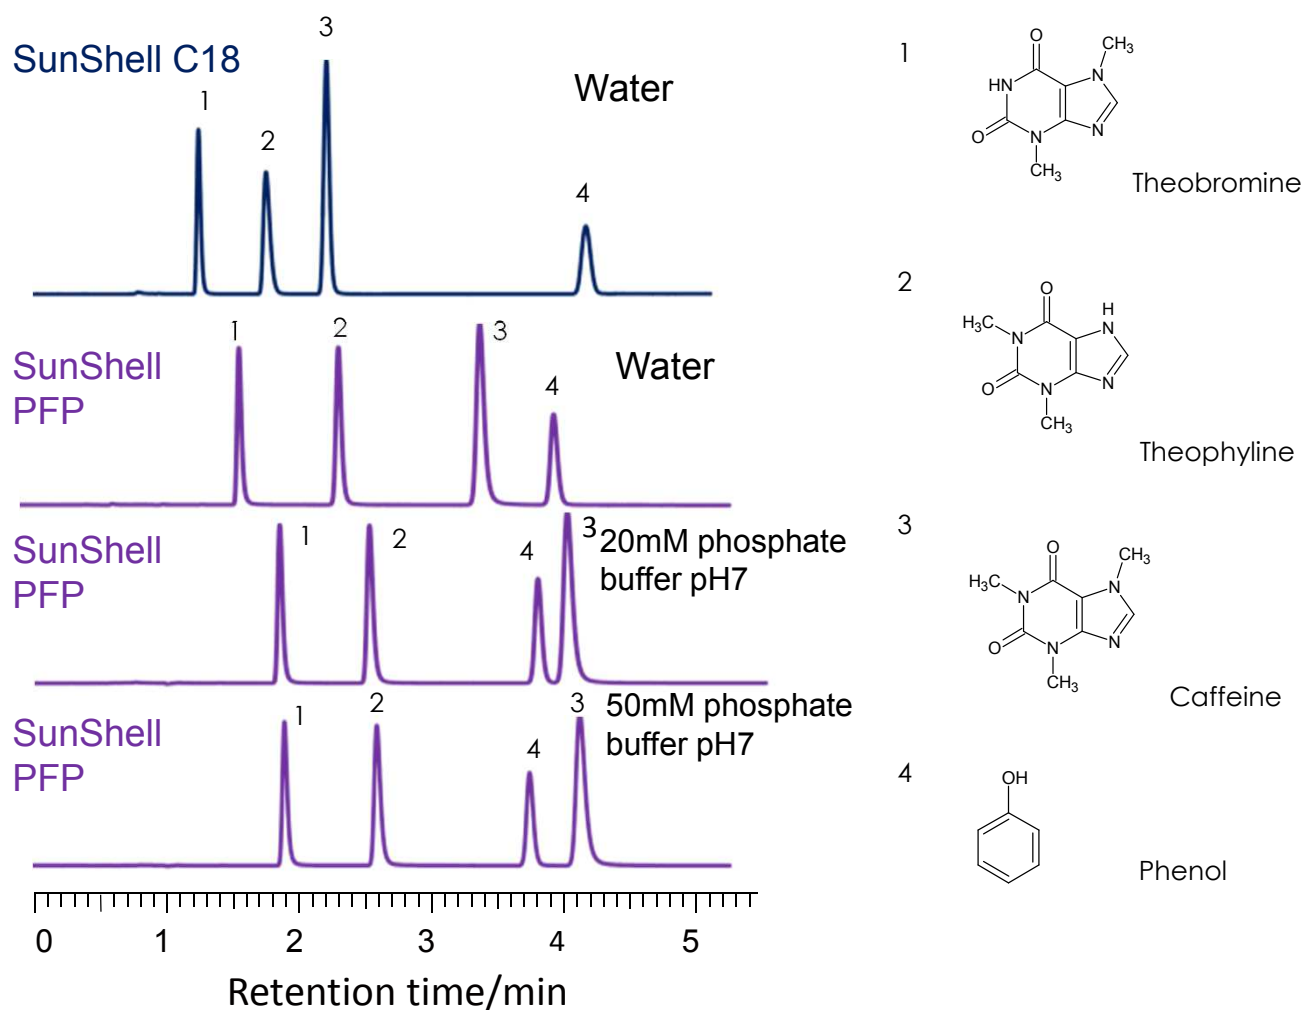 SunShell C18
Water
1
2
3
4
SunShell
PFP
Water
1
2
3
4
SunShell
PFP
20mM phosphate
buffer pH7
1
2
4
3
SunShell
PFP
50mM phosphate
buffer pH7
1
2
4
3
0 1 2 3 4 5
Retention time/min
1
O
CH3
HN
N
O
N
N
CH3
Theobromine
2
O
H
H3C
N
N
O
N
N
CH3
Theophyline
3
O
CH3
H3C
N
N
O
N
N
CH3
Caffeine
4
OH
Phenol